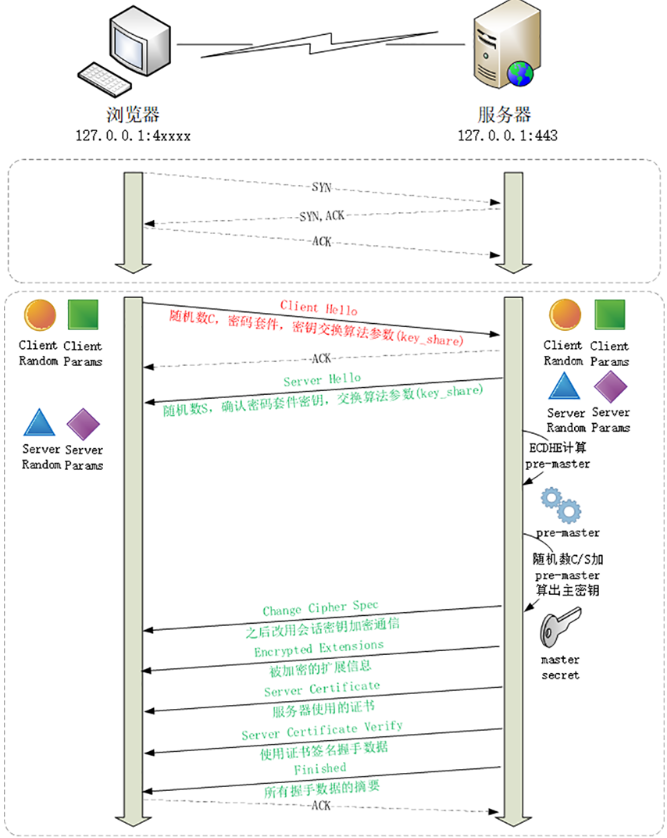 浏览器
127.0.0.1:4xxxx
服务器
127.0.0.1:443
SYN
SYN,ACK
ACK
Client
Random
Client
Params
Client Hello
随机数C, 密码套件, 密钥交换算法参数(key_share)
ACK
Server Hello
随机数S, 确认密码套件密钥, 交换算法参数(key_share)
Client
Random
Client
Params
Server
Random
Server
Params
Server
Random
Server
Params
ECDHE计算
pre-master
pre-master
随机数C/S加
pre-master
算出主密钥
master
secret
Change Cipher Spec
之后改用会话密钥加密通信
Encrypted Extensions
被加密的扩展信息
Server Certificate
服务器使用的证书
Server Certificate Verify
使用证书签名握手数据
Finished
所有握手数据的摘要
ACK